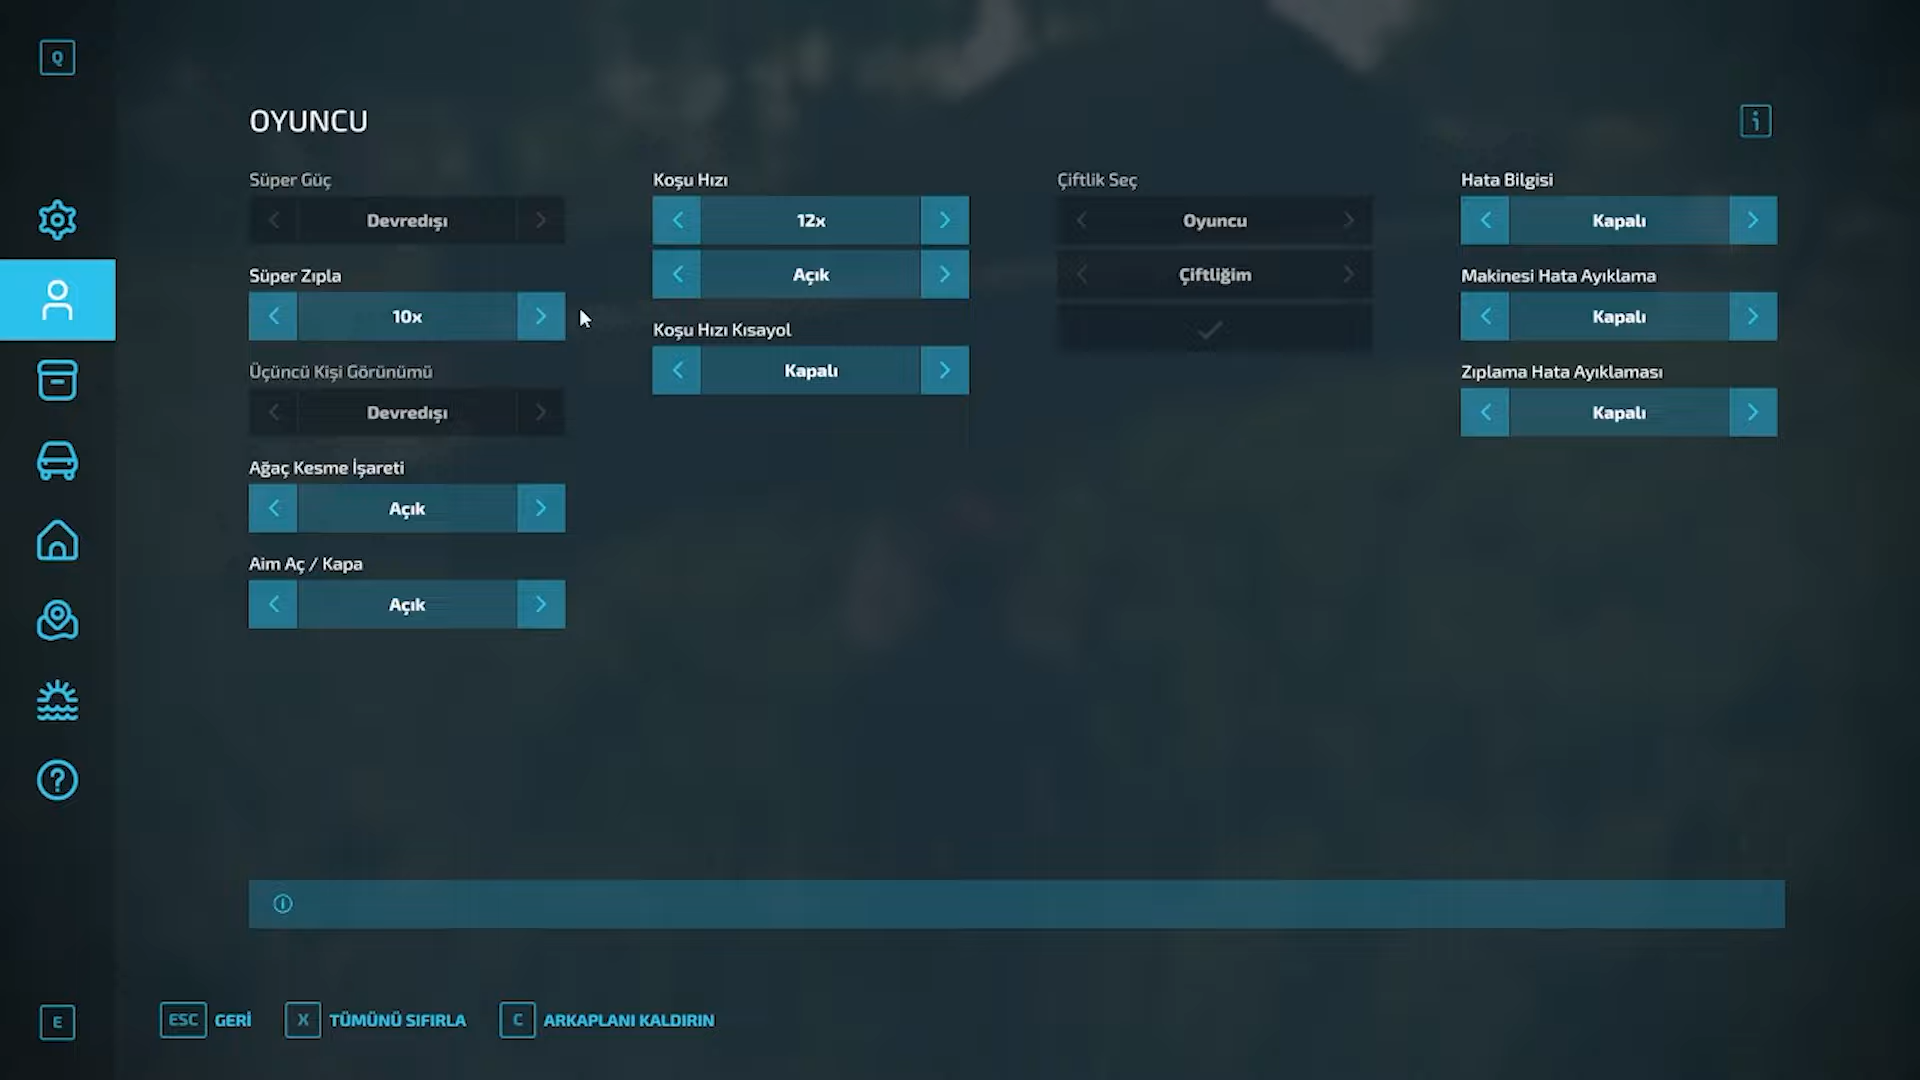 Q
OYUNCU
Süper Güç
Devredışı
Süper Zıpla
10x
Üçüncü Kişi Görünümü
Devredışı
Ağaç Kesme İşareti
Açık
Aim Aç / Kapa
Açık
Koşu Hızı
12x
Açık
Koşu Hızı Kısayol
Kapalı
Çiftlik Seç
Oyuncu
Çiftliğim
Hata Bilgisi
Kapalı
Makinesi Hata Ayıklama
Kapalı
Zıplama Hata Ayıklaması
Kapalı
E
ESC GERİ X TÜMÜNÜ SIFIRLA C ARKAPLANI KALDIRIN